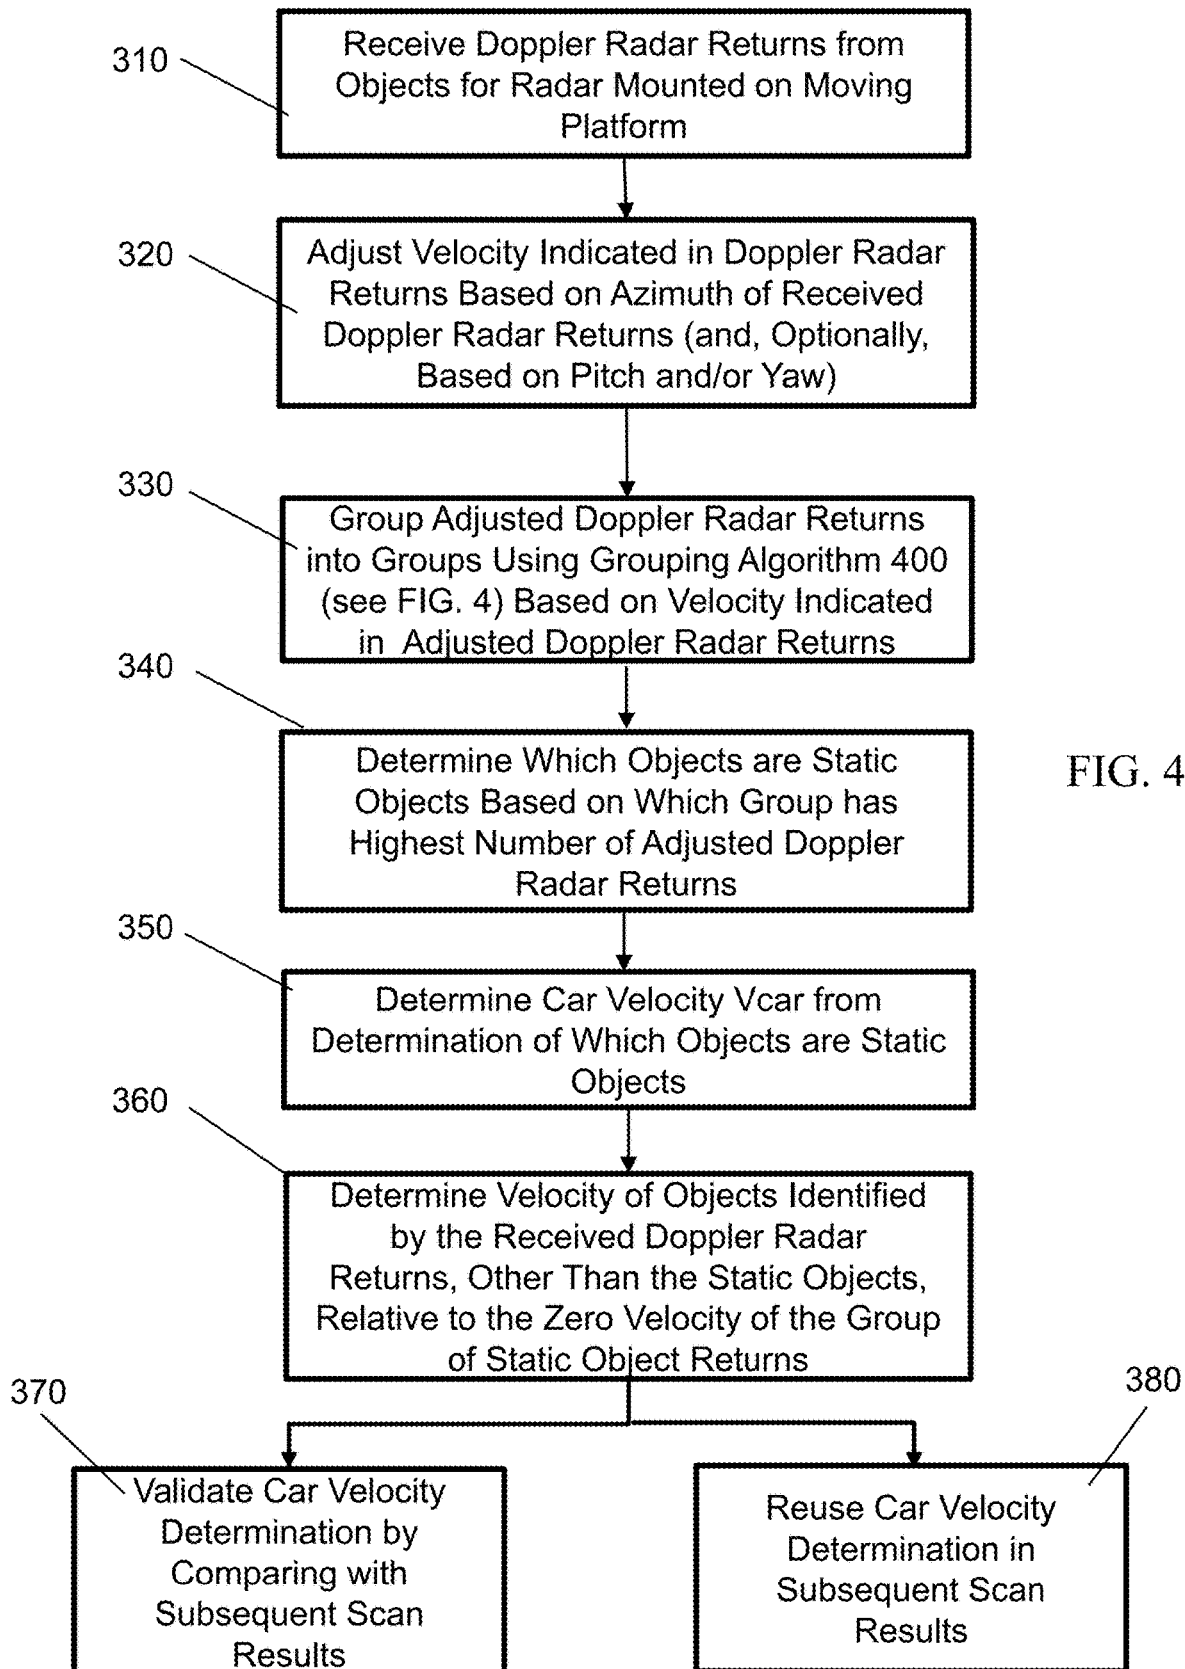 310
Receive Doppler Radar Returns from
Objects for Radar Mounted on Moving
Platform
320
Adjust Velocity Indicated in Doppler Radar
Returns Based on Azimuth of Received
Doppler Radar Returns (and, Optionally,
Based on Pitch and/or Yaw)
330
Group Adjusted Doppler Radar Returns
into Groups Using Grouping Algorithm 400
(see FIG. 4) Based on Velocity Indicated
in Adjusted Doppler Radar Returns
340
Determine Which Objects are Static
Objects Based on Which Group has
Highest Number of Adjusted Doppler
Radar Returns
FIG. 4
350
Determine Car Velocity Vcar from
Determination of Which Objects are Static
Objects
360
Determine Velocity of Objects Identified
by the Received Doppler Radar
Returns, Other Than the Static Objects,
Relative to the Zero Velocity of the Group
of Static Object Returns
370
Validate Car Velocity
Determination by
Comparing with
Subsequent Scan
Results
380
Reuse Car Velocity
Determination in
Subsequent Scan
Results